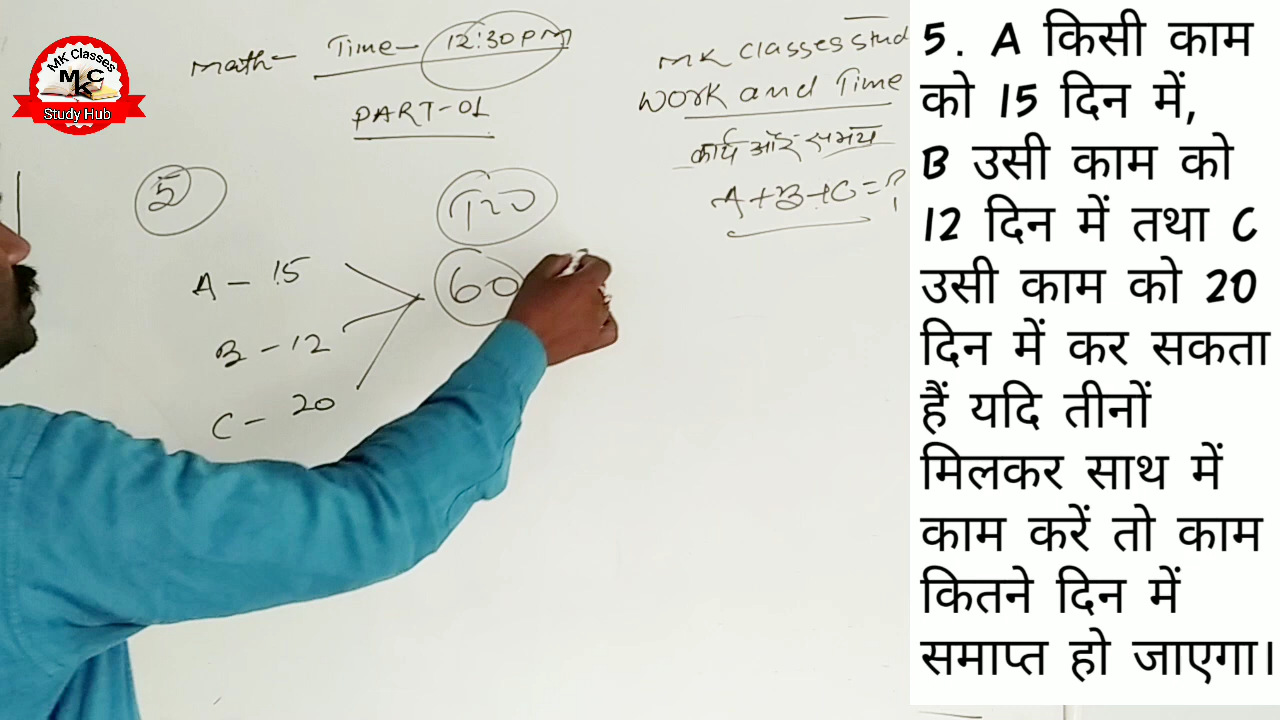 MK Classes
MKC
Study Hub
Math- Time- 12:30PM
PART-01
MK Classes Stud
WORK and Time
कार्य और समय
A+B+C=?
5
120
A - 15
60
B - 12
C - 20
5. A किसी काम
को 15 दिन में,
B उसी काम को
12 दिन में तथा C
उसी काम को 20
दिन में कर सकता
हैं यदि तीनों
मिलकर साथ में
काम करें तो काम
कितने दिन में
समाप्त हो जाएगा।